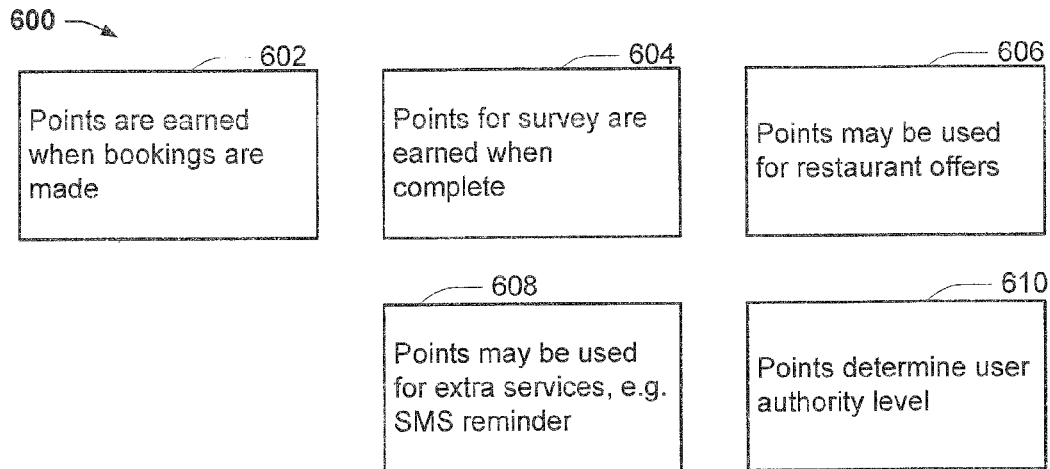 600
602
Points are earned
when bookings are
made
604
Points for survey are
earned when
complete
606
Points may be used
for restaurant offers
608
Points may be used
for extra services, e.g.
SMS reminder
610
Points determine user
authority level